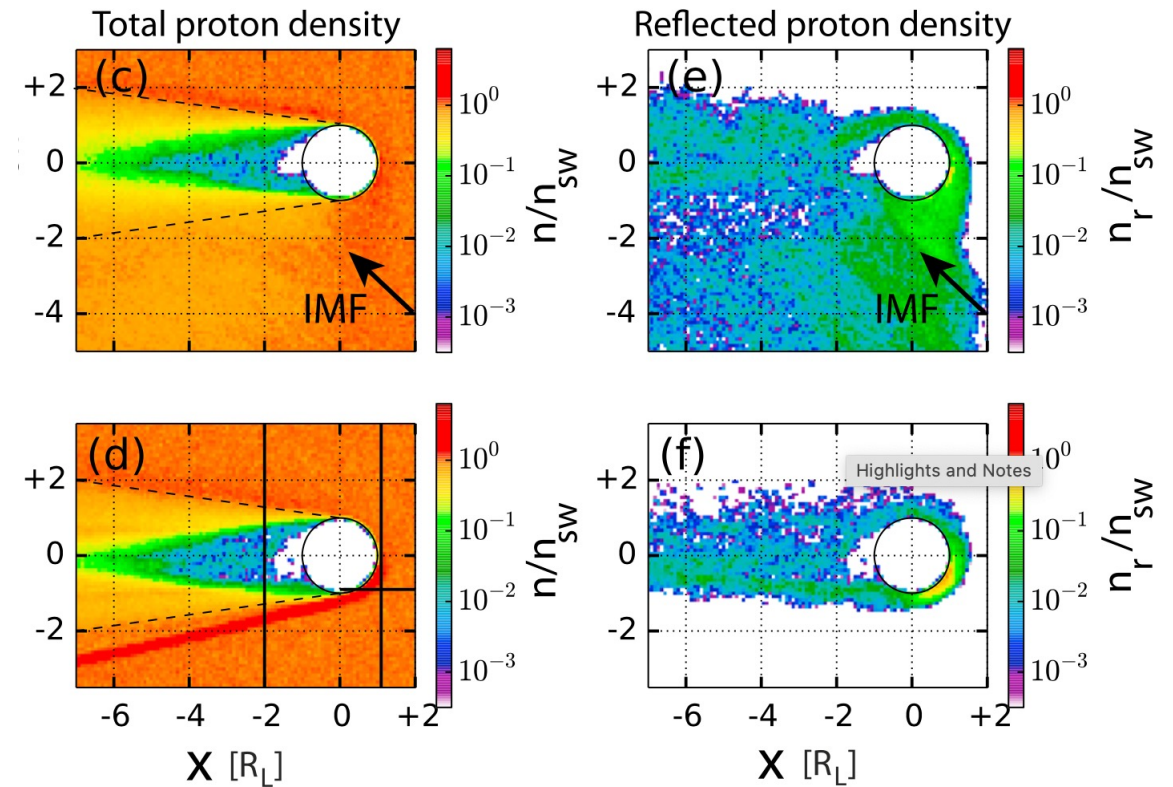 Total proton density
Reflected proton density
(c)
+2
0
-2
-4
IMF
10^0
10^-1
10^-2
10^-3
n/n_sw
(e)
+2
0
-2
-4
IMF
10^0
10^-1
10^-2
10^-3
n_r/n_sw
(d)
+2
0
-2
-6
-4
-2
0
+2
X [R_L]
10^0
10^-1
10^-2
10^-3
n/n_sw
(f)
Highlights and Notes
+2
0
-2
-6
-4
-2
0
+2
X [R_L]
10^0
10^-1
10^-2
10^-3
n_r/n_sw